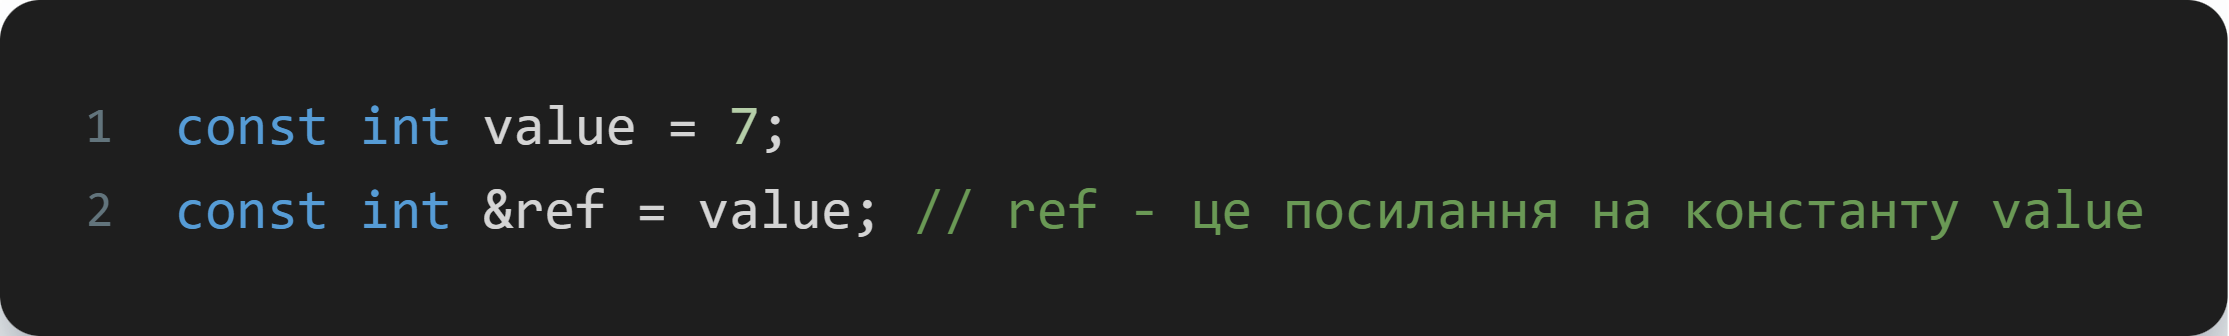 1 const int value = 7;
2 const int &ref = value; // ref - це посилання на константу value